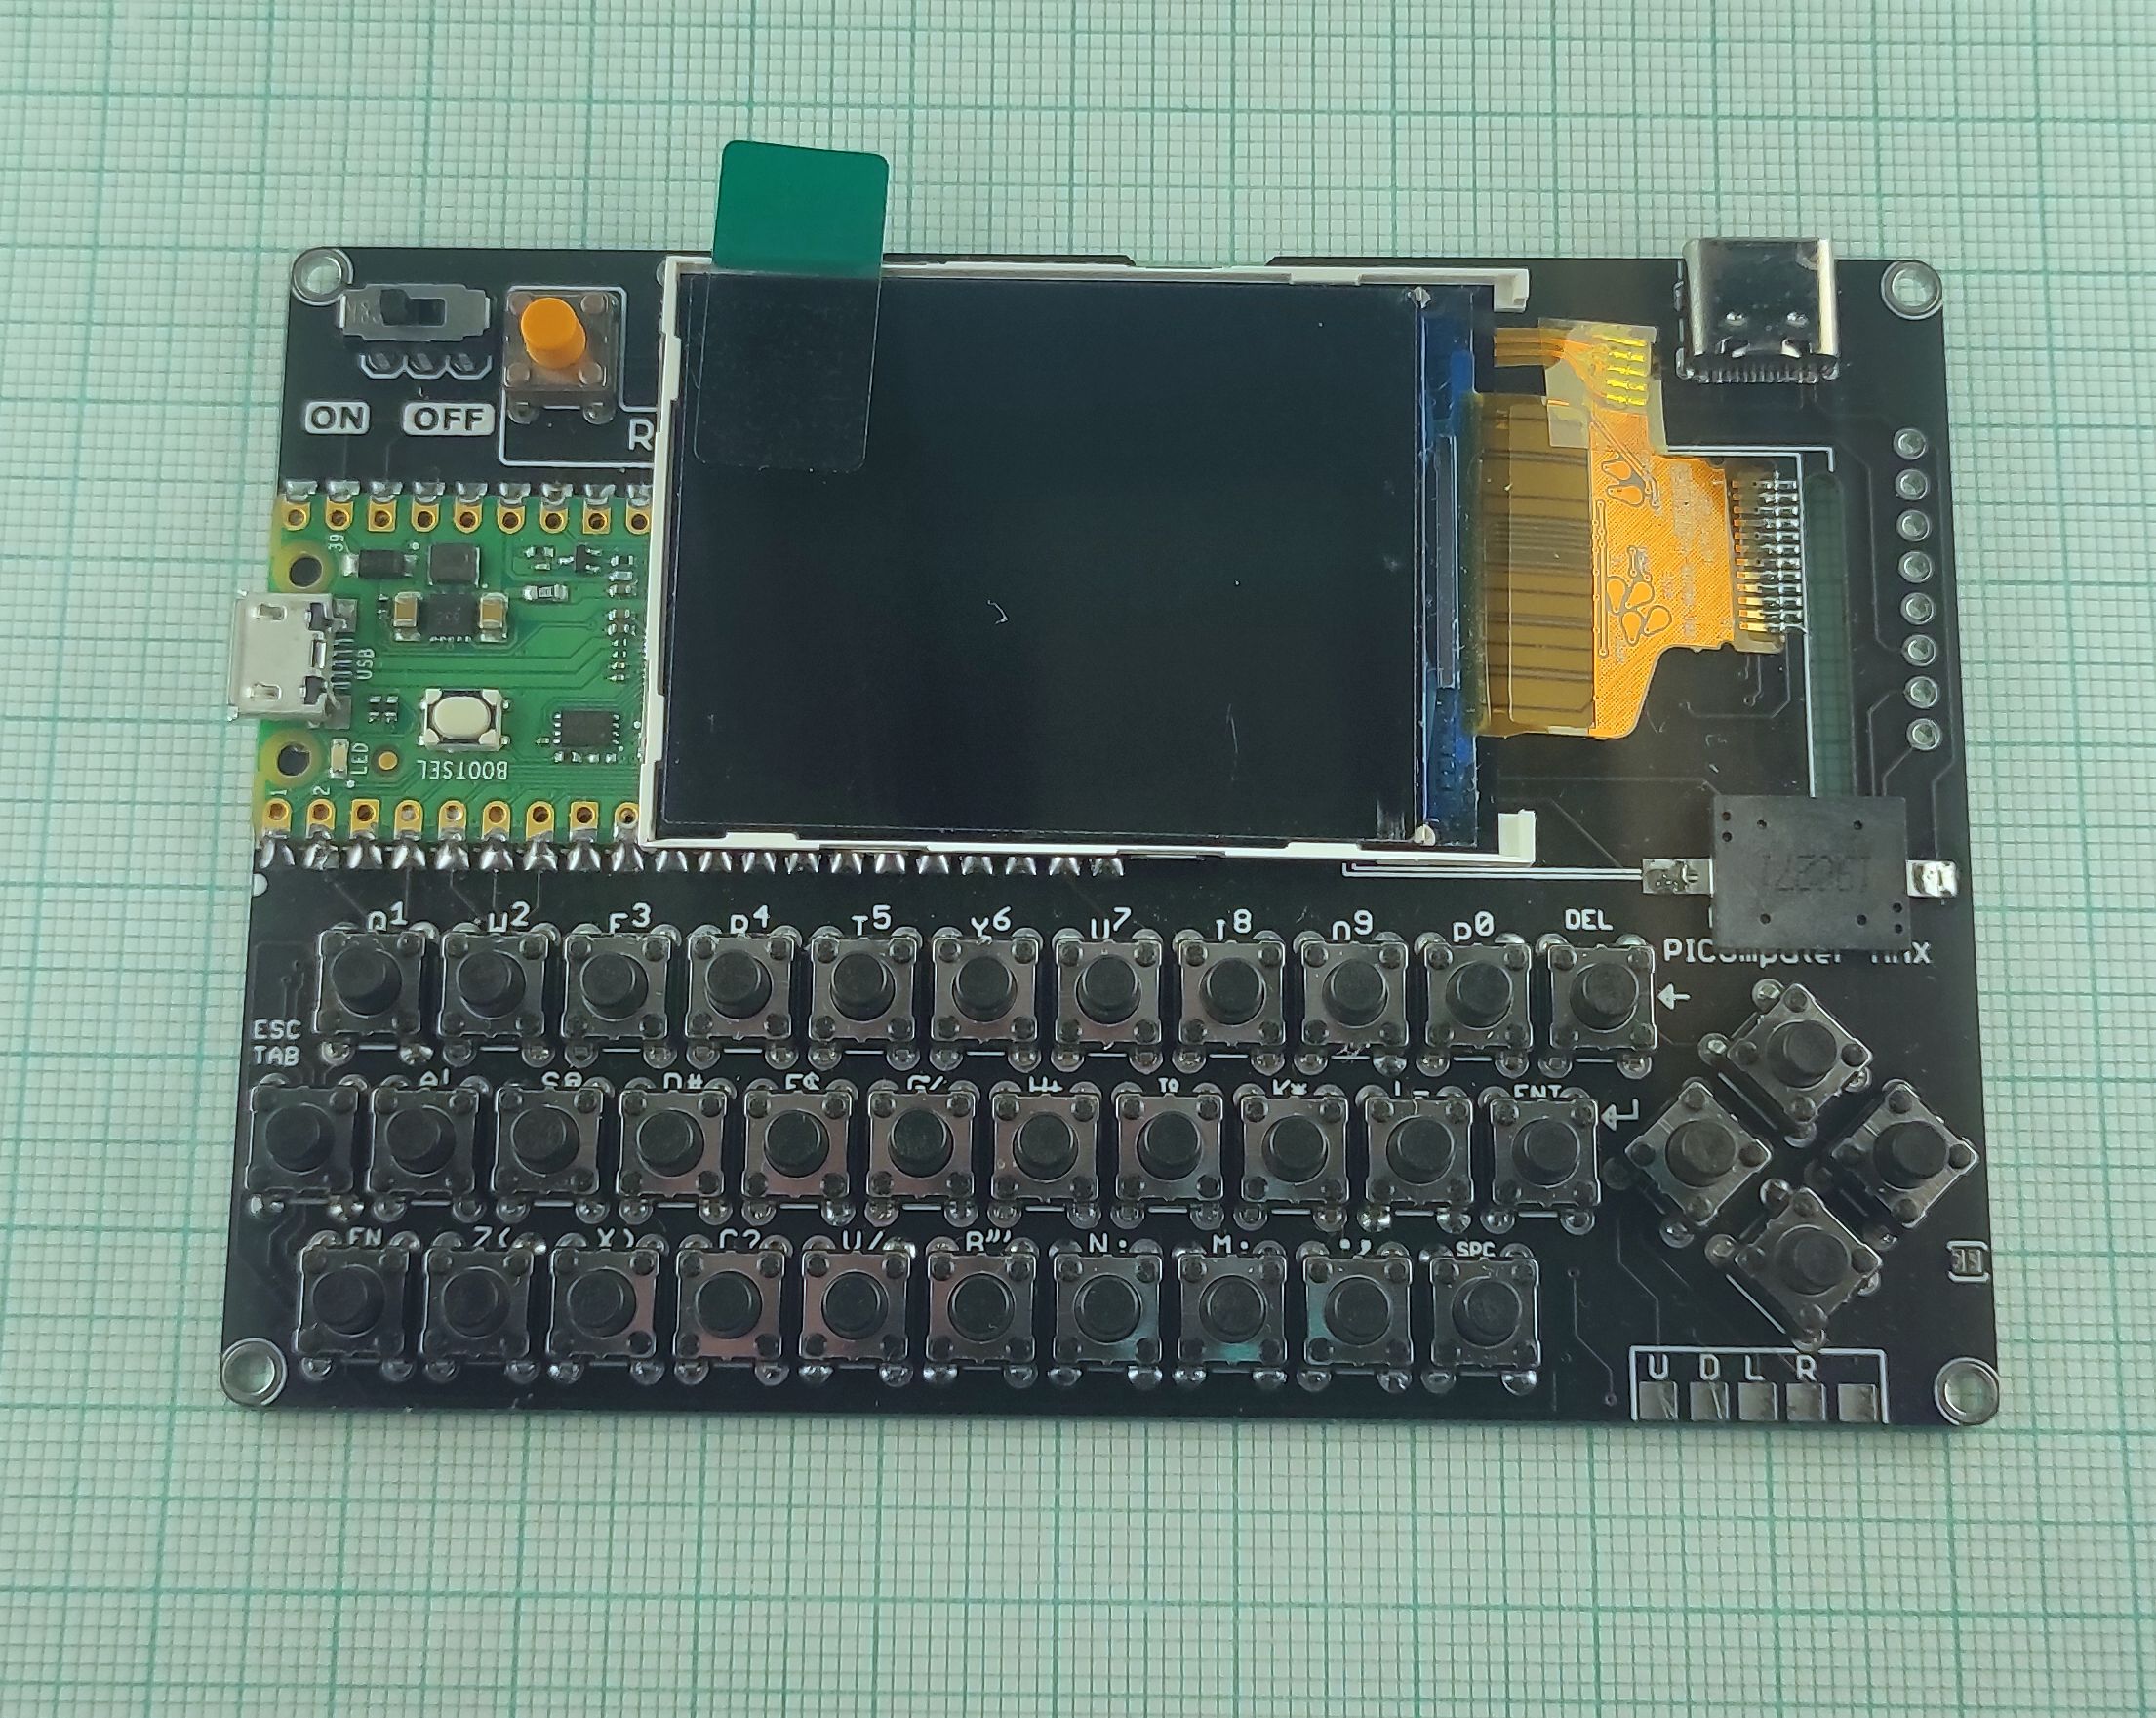 ON OFF
R
39
USB
LED
BOOTSEL
1 2
Q1 W2 E3 R4 T5 Y6 U7 I8 O9 P0 DEL
PIComputer MAX
ESC
TAB
A! S@ D# F$ G/ H+ K* L- ENT
FN Z( X) C? V/ B"' N: M. SPC
U D L R